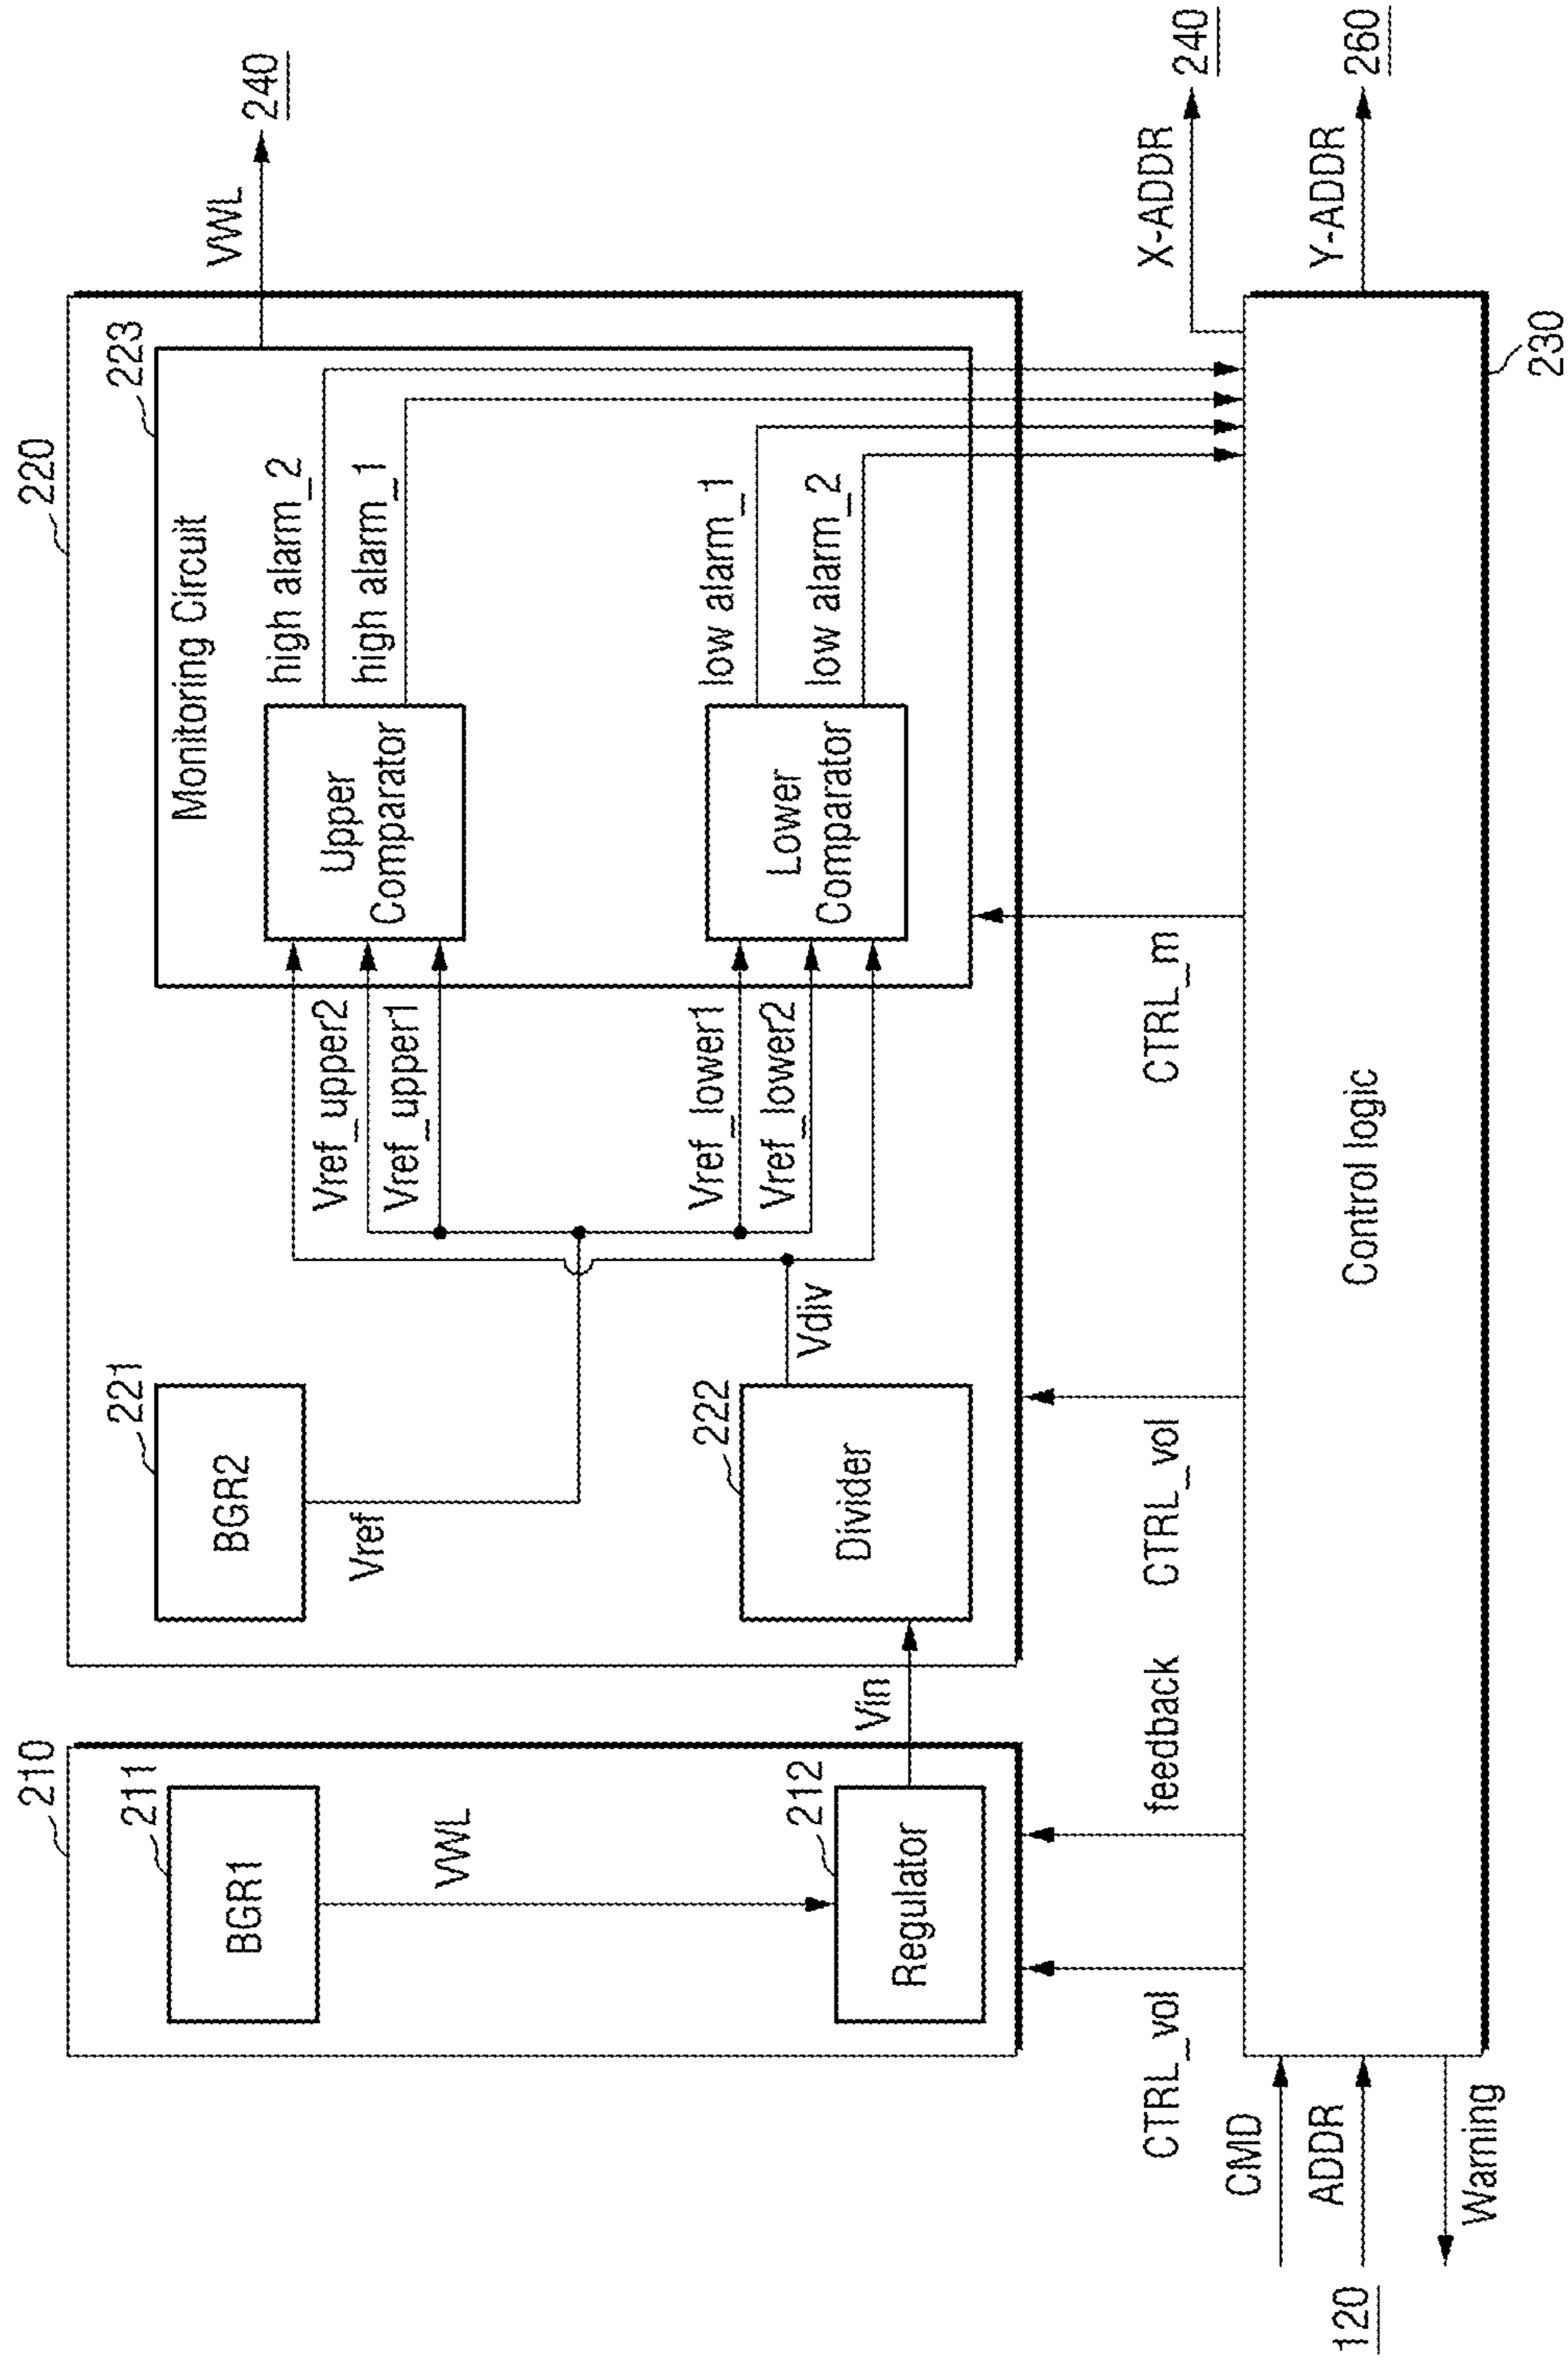 210
220
211
BGR1
VWL
212
Regulator
Vin
221
BGR2
Vref
222
Divider
Vdiv
Vref_upper2
Vref_upper1
Vref_lower1
Vref_lower2
223
Monitoring Circuit
Upper
Comparator
Lower
Comparator
high alarm_2
high alarm_1
low alarm_1
low alarm_2
VWL
240
CTRL_vol
feedback
CTRL_vol
CTRL_m
X-ADDR
240
CMD
ADDR
120
Warning
Control logic
Y-ADDR
260
230